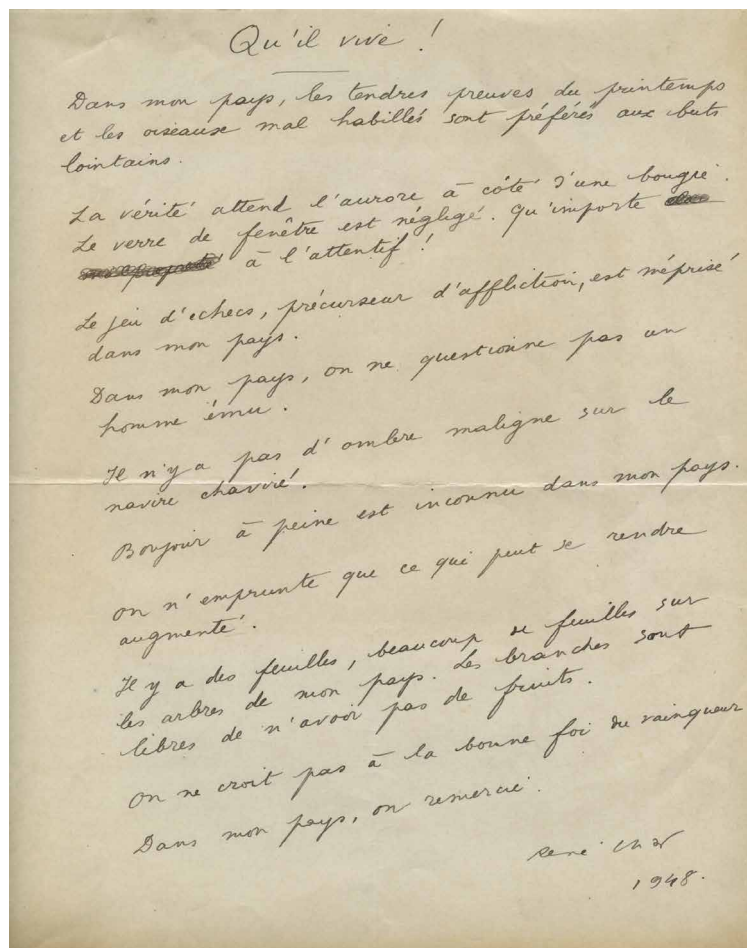 Qu'il vive !
Dans mon pays, les tendres preuves du printemps
et les oiseaux mal habillés sont préférés aux buts
lointains.
La vérité attend l'aurore à côté d'une bougie.
Le verre de fenêtre est négligé. Qu'importe
à l'attentif !
Le jeu d'échecs, précurseur d'affliction, est méprisé
dans mon pays.
Dans mon pays, on ne questionne pas un
homme ému.
Il n'y a pas d'ombre maligne sur le
navire chaviré.
Bonjour à peine est inconnu dans mon pays.
On n'emprunte que ce qui peut se rendre
augmenté.
Il y a des feuilles, beaucoup de feuilles sur
les arbres de mon pays. Les branches sont
libres de n'avoir pas de fruits.
On ne croit pas à la bonne foi du vainqueur
Dans mon pays, on remercie.
René Char
1948.